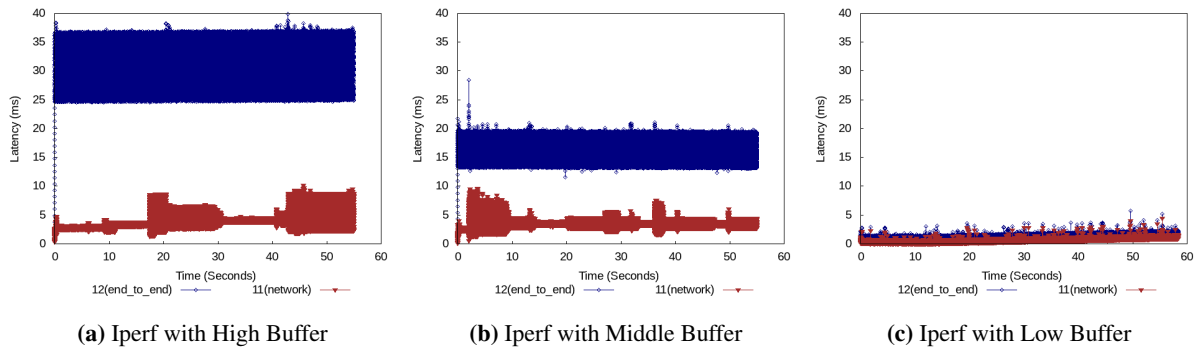 40
35
30
25
20
15
10
5
0
Latency (ms)
0 10 20 30 40 50 60
Time (Seconds)
12(end_to_end) 11(network)
(a) Iperf with High Buffer
40
35
30
25
20
15
10
5
0
Latency (ms)
0 10 20 30 40 50 60
Time (Seconds)
12(end_to_end) 11(network)
(b) Iperf with Middle Buffer
40
35
30
25
20
15
10
5
0
Latency (ms)
0 10 20 30 40 50 60
Time (Seconds)
12(end_to_end) 11(network)
(c) Iperf with Low Buffer